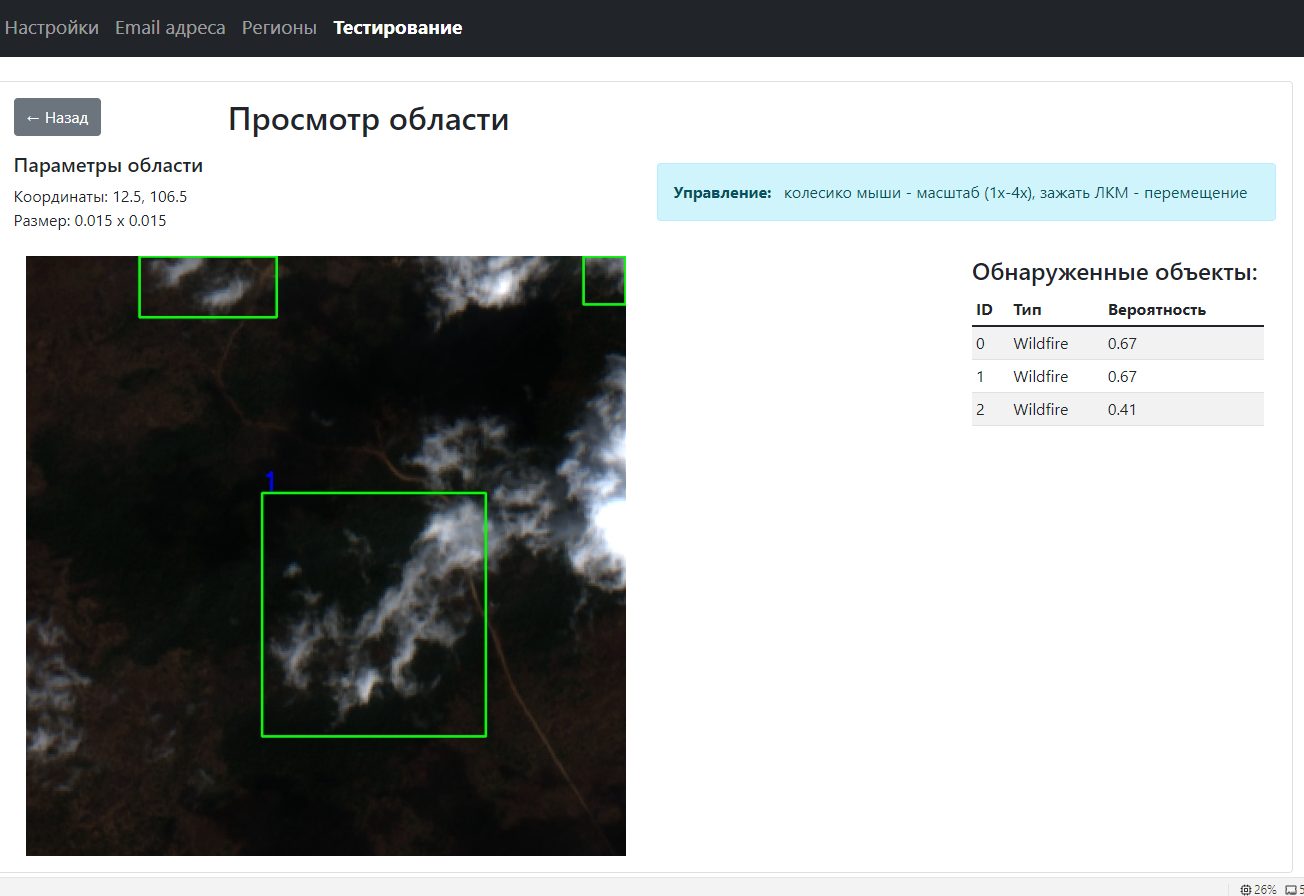 Настройки Email адреса Регионы Тестирование
← Назад
Просмотр области
Параметры области
Координаты: 12.5, 106.5
Размер: 0.015 x 0.015
Управление: колесико мыши - масштаб (1x-4x), зажать ЛКМ - перемещение
1
Обнаруженные объекты:
ID Тип Вероятность
0 Wildfire 0.67
1 Wildfire 0.67
2 Wildfire 0.41
26% 5